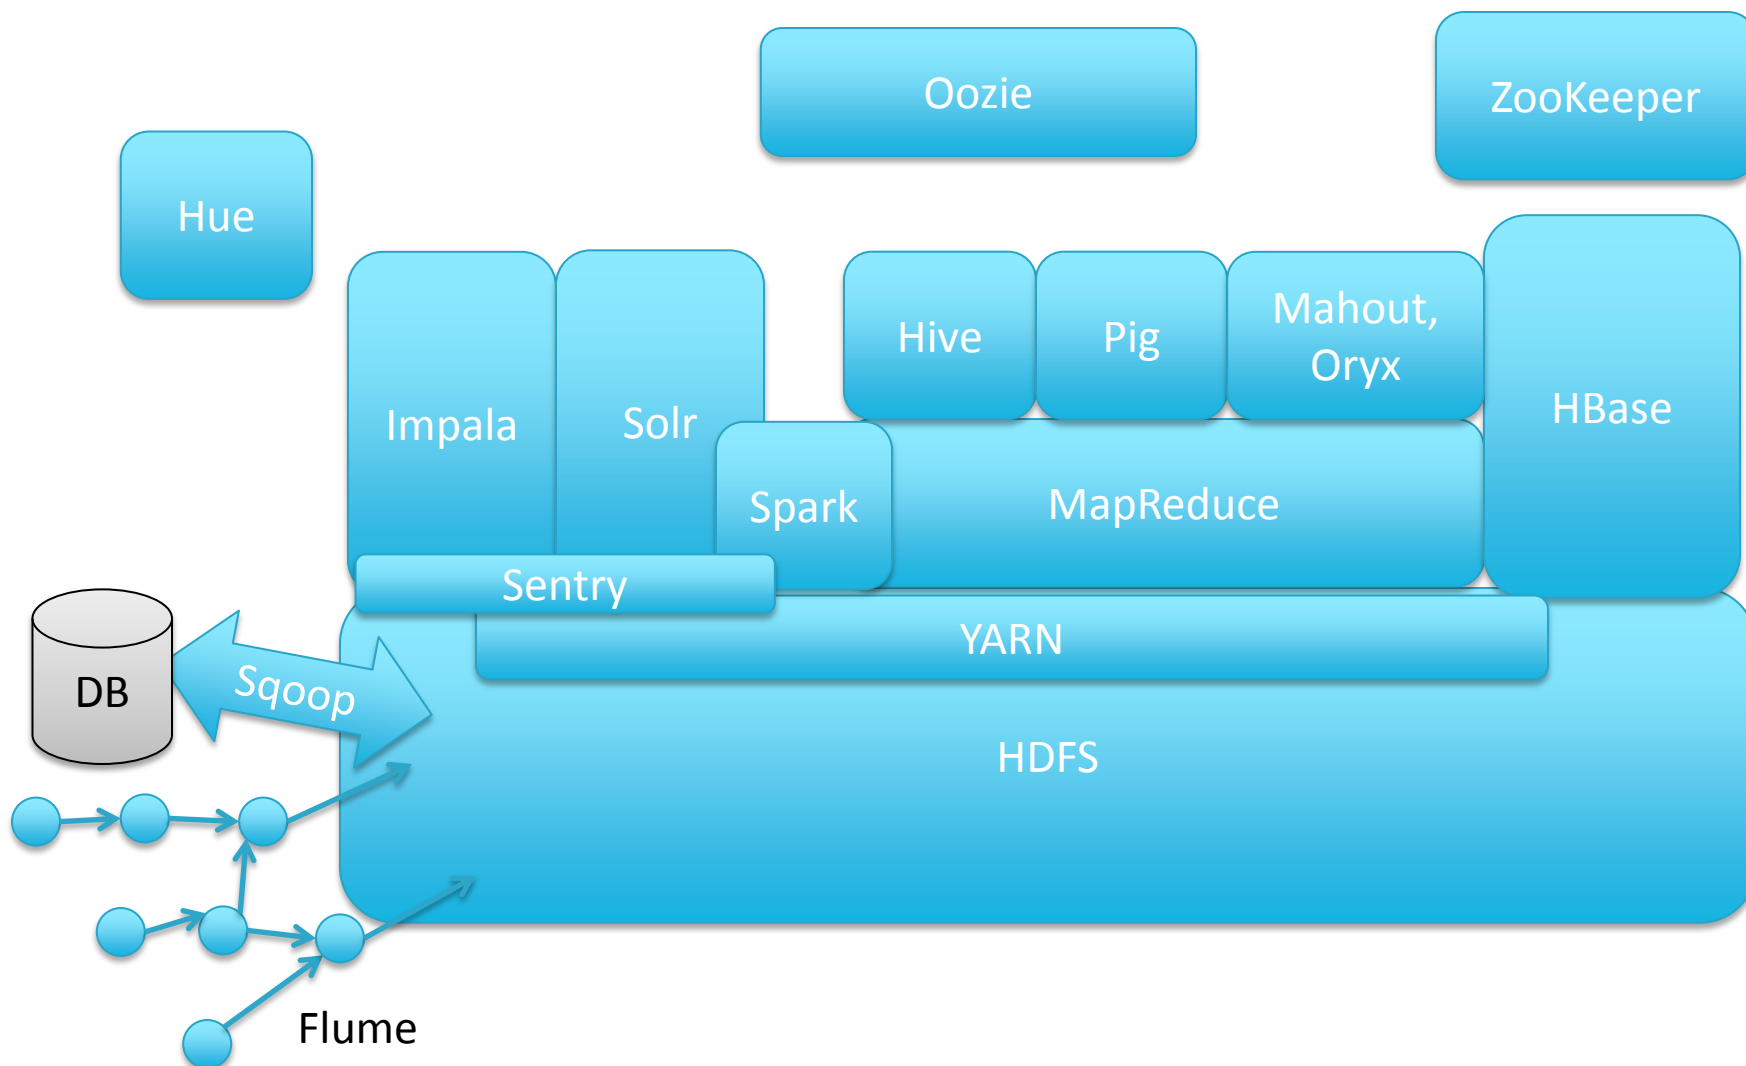 Oozie
ZooKeeper
Hue
Impala
Solr
Hive
Pig
Mahout,
Oryx
HBase
Spark
MapReduce
Sentry
YARN
DB
Sqoop
HDFS
Flume